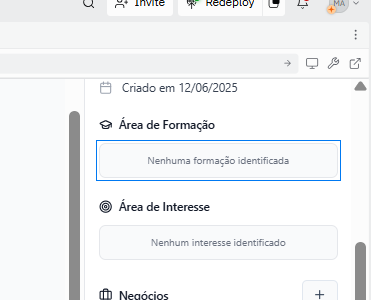 Invite
Redeploy
MA
Criado em 12/06/2025
Área de Formação
Nenhuma formação identificada
Área de Interesse
Nenhum interesse identificado
Negócios